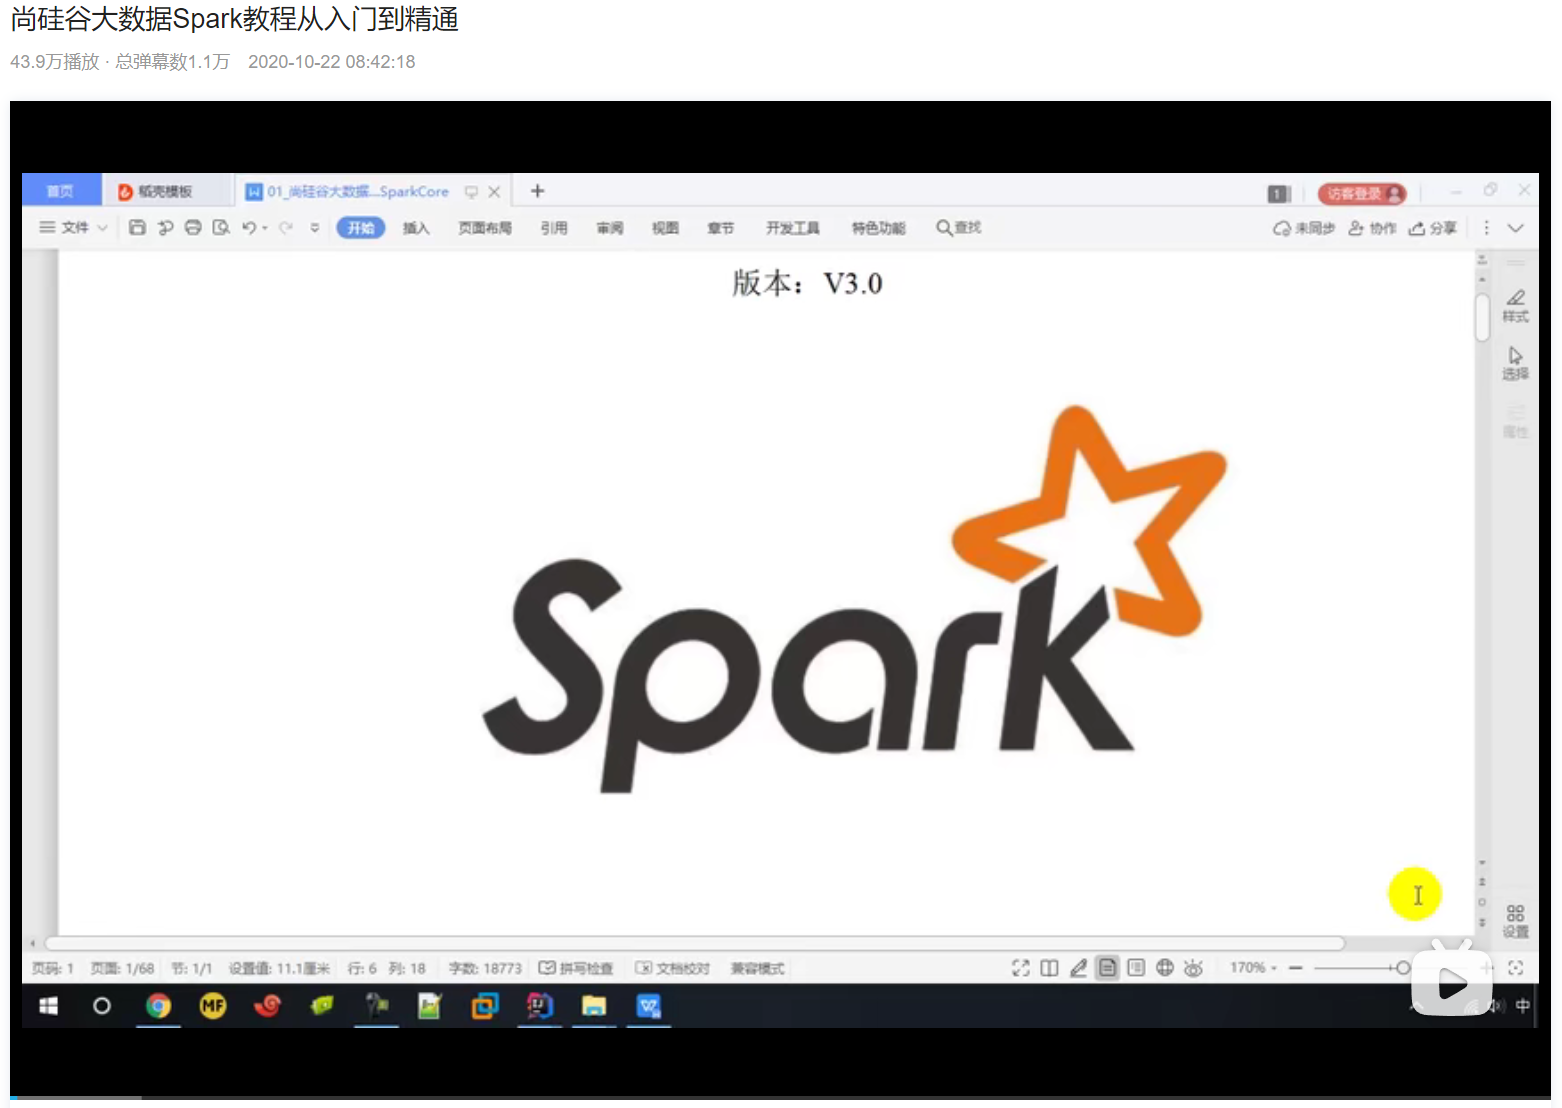 尚硅谷大数据Spark教程从入门到精通
43.9万播放 · 总弹幕数1.1万 2020-10-22 08:42:18
首页 稻壳模板 01_尚硅谷大数据...SparkCore 1 访客登录
文件 开始 插入 页面布局 引用 审阅 视图 章节 开发工具 特色功能 查找 未同步 协作 分享
版本：V3.0
样式
选择
属性
Spark
设置
页码: 1 页面: 1/68 节: 1/1 设置值: 11.1厘米 行: 6 列: 18 字数: 18773 拼写检查 文档校对 兼容模式 170%
MF 中